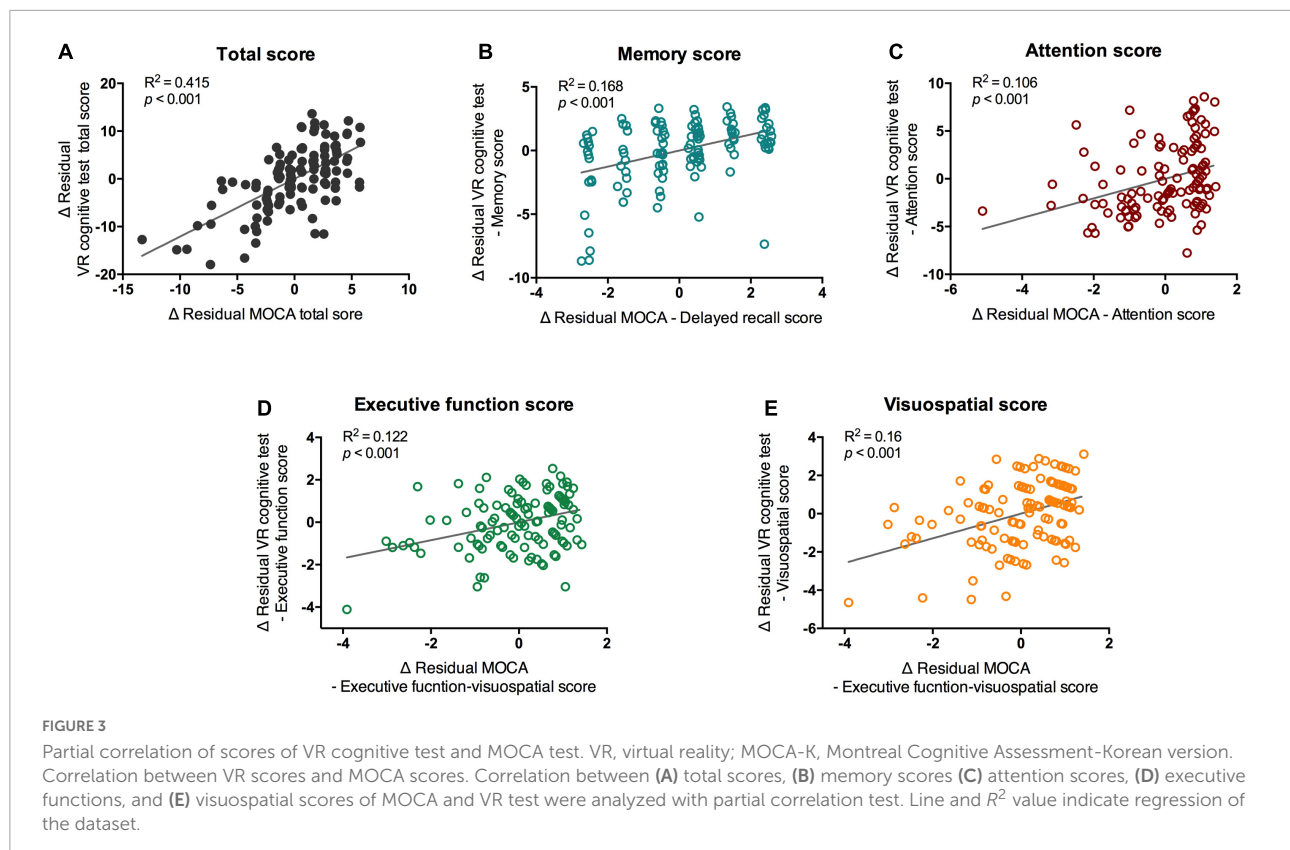 A
Total score
R² = 0.415
p < 0.001
Δ Residual
VR cognitive test total score
20
10
0
-10
-20
-15
-10
-5
0
5
10
Δ Residual MOCA total sore
B
Memory score
R² = 0.168
p < 0.001
Δ Residual VR cognitive test
- Memory score
5
0
-5
-10
-4
-2
0
2
4
Δ Residual MOCA - Delayed recall score
C
Attention score
R² = 0.106
p < 0.001
Δ Residual VR cognitive test
- Attention score
10
5
0
-5
-10
-6
-4
-2
0
2
Δ Residual MOCA - Attention score
D
Executive function score
R² = 0.122
p < 0.001
Δ Residual VR cognitive test
- Executive function score
4
2
0
-2
-4
-4
-2
0
2
Δ Residual MOCA
- Executive fucntion-visuospatial score
E
Visuospatial score
R² = 0.16
p < 0.001
Δ Residual VR cognitive test
- Visuospatial score
4
2
0
-2
-4
-6
-4
-2
0
2
Δ Residual MOCA
- Executive fucntion-visuospatial score
FIGURE 3
Partial correlation of scores of VR cognitive test and MOCA test. VR, virtual reality; MOCA-K, Montreal Cognitive Assessment-Korean version.
Correlation between VR scores and MOCA scores. Correlation between (A) total scores, (B) memory scores (C) attention scores, (D) executive
functions, and (E) visuospatial scores of MOCA and VR test were analyzed with partial correlation test. Line and R² value indicate regression of
the dataset.